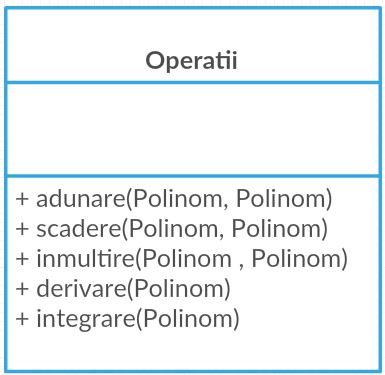 Operatii
+ adunare(Polinom, Polinom)
+ scadere(Polinom, Polinom)
+ inmultire(Polinom , Polinom)
+ derivare(Polinom)
+ integrare(Polinom)